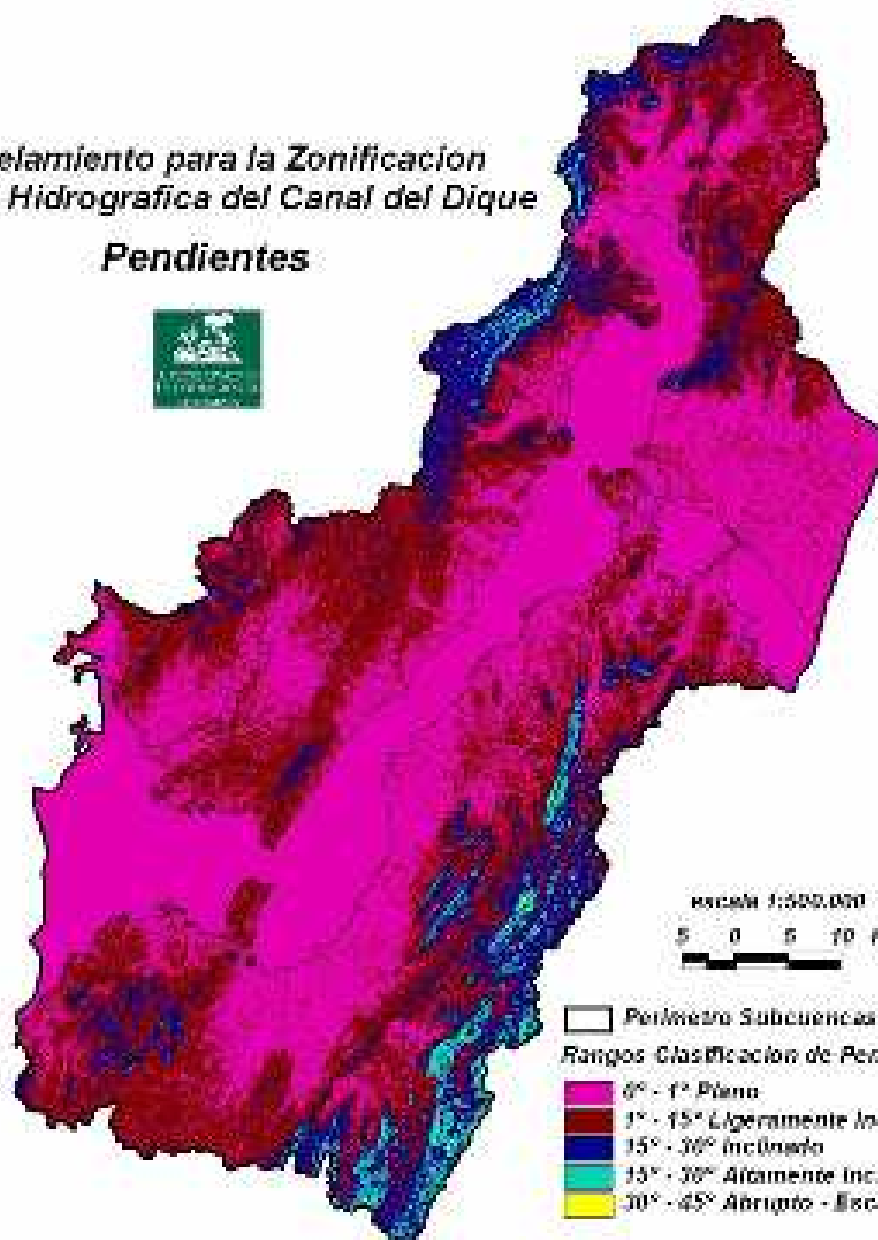 elamiento para la Zonificacion
Hidrografica del Canal del Dique
Pendientes
escala 1:500.000
5 0 5 10
Perimetro Subcuencas
Rangos Clasificacion de Pen
0° - 1° Plano
1° - 15° Ligeramente In
15° - 30° Inclinado
15° - 30° Altamente Inc.
30° - 45° Abrupto - Esc